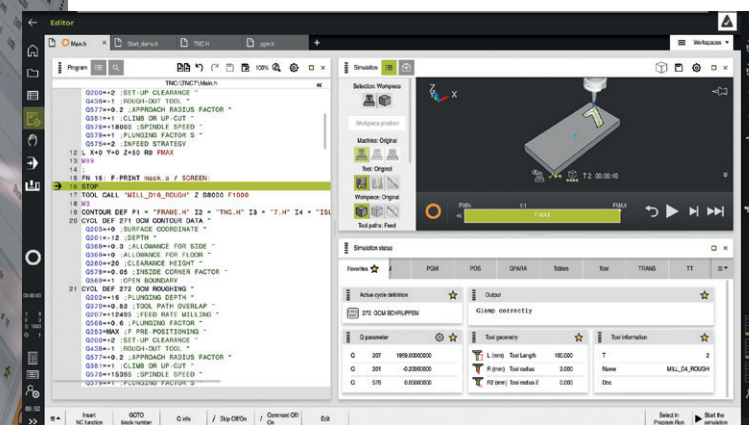 Editor
Main.h
Start_demo.h
TNC.H
pgm.h
Workspaces
Program
100%
TNC:\TNC7\Main.h
Q200=+2 ;SET-UP CLEARANCE ~
Q438=-1 ;ROUGH-OUT TOOL ~
Q577=+0.2 ;APPROACH RADIUS FACTOR ~
Q351=+1 ;CLIMB OR UP-CUT ~
Q576=+18000 ;SPINDLE SPEED ~
Q579=+1 ;PLUNGING FACTOR S ~
Q575=+2 ;INFEED STRATEGY
12 L X+0 Y+0 Z+50 R0 FMAX
13 M99
14 ;
15 FN 16: F-PRINT mask.a / SCREEN:
16 STOP
17 TOOL CALL "MILL_D16_ROUGH" Z S8000 F1000
18 M3
19 CONTOUR DEF P1 = "FRAME.H" I2 = "TNC.H" I3 = "7.H" I4 = "ISL
20 CYCL DEF 271 OCM CONTOUR DATA ~
Q203=+0 ;SURFACE COORDINATE ~
Q201=-12 ;DEPTH ~
Q368=+0.3 ;ALLOWANCE FOR SIDE ~
Q369=+0 ;ALLOWANCE FOR FLOOR ~
Q260=+20 ;CLEARANCE HEIGHT ~
Q578=+0.05 ;INSIDE CORNER FACTOR ~
Q569=+1 ;OPEN BOUNDARY
21 CYCL DEF 272 OCM ROUGHING ~
Q202=+15 ;PLUNGING DEPTH ~
Q370=+0.53 ;TOOL PATH OVERLAP ~
Q207=+12495 ;FEED RATE MILLING ~
Q568=+0.6 ;PLUNGING FACTOR ~
Q253=MAX ;F PRE-POSITIONING ~
Q200=+2 ;SET-UP CLEARANCE ~
Q438=-1 ;ROUGH-OUT TOOL ~
Q577=+0.2 ;APPROACH RADIUS FACTOR ~
Q351=+1 ;CLIMB OR UP-CUT ~
Q576=+15395 ;SPINDLE SPEED ~
Q579=+1 ;PLUNGING FACTOR S ~
Simulation
Selection: Workpiece
Workpiece position
Machine: Original
Tool: Original
Workpiece: Original
Tool paths: Feed
Z
X
T 2 00:00:40
FMIN 1:1 FMAX
F MAX
Simulation status
Favorites
PGM
POS
QPARA
Tables
Tool
TRANS
TT
Active cycle definition
272 OCM SCHRUPPEN
Output
Clamp correctly
Q parameter
Q 207 1959.00000000
Q 201 -0.20000000
Q 578 0.05000000
Tool geometry
L (mm) Tool Length 100.000
R (mm) Tool radius 2.000
R2 (mm) Tool radius 2 0.000
Tool information
T 2
Name MILL_D4_ROUGH
Doc
06:52
Insert
NC function
GOTO
block number
Q info
/ Skip Off/On
; Comment Off/
On
Edit
Select in
Program Run
Start the
simulation